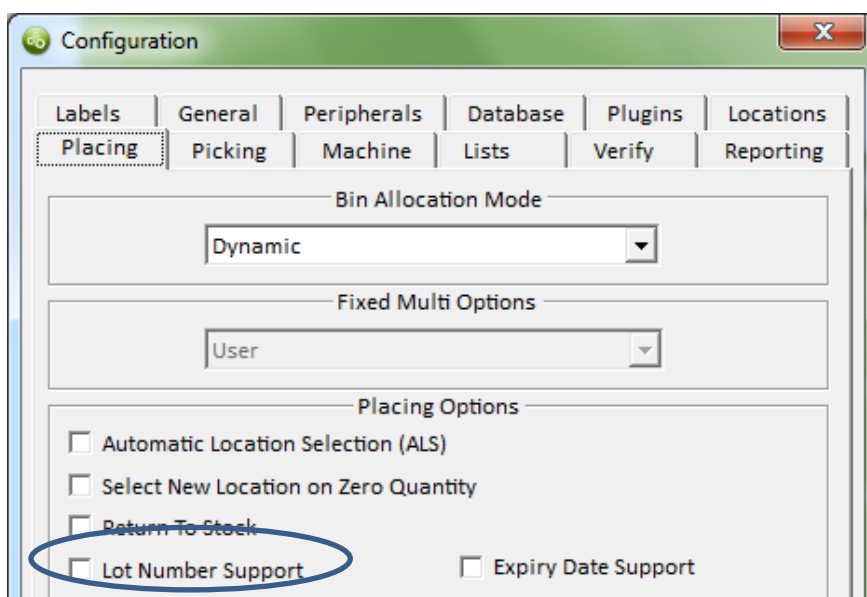 Configuration
Labels General Peripherals Database Plugins Locations
Placing Picking Machine Lists Verify Reporting
Bin Allocation Mode
Dynamic
Fixed Multi Options
User
Placing Options
Automatic Location Selection (ALS)
Select New Location on Zero Quantity
Return To Stock
Lot Number Support Expiry Date Support